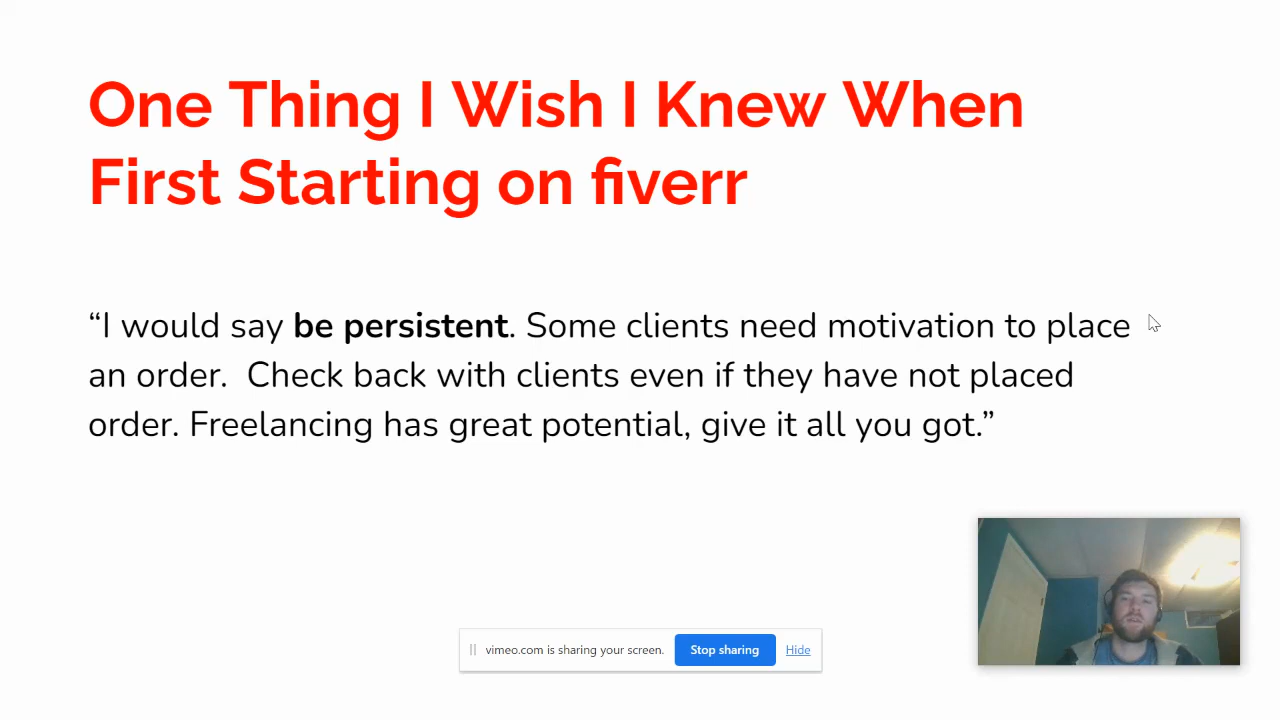 One Thing I Wish I Knew When
First Starting on fiverr
“I would say be persistent. Some clients need motivation to place
an order.  Check back with clients even if they have not placed
order. Freelancing has great potential, give it all you got.”
vimeo.com is sharing your screen. Stop sharing Hide